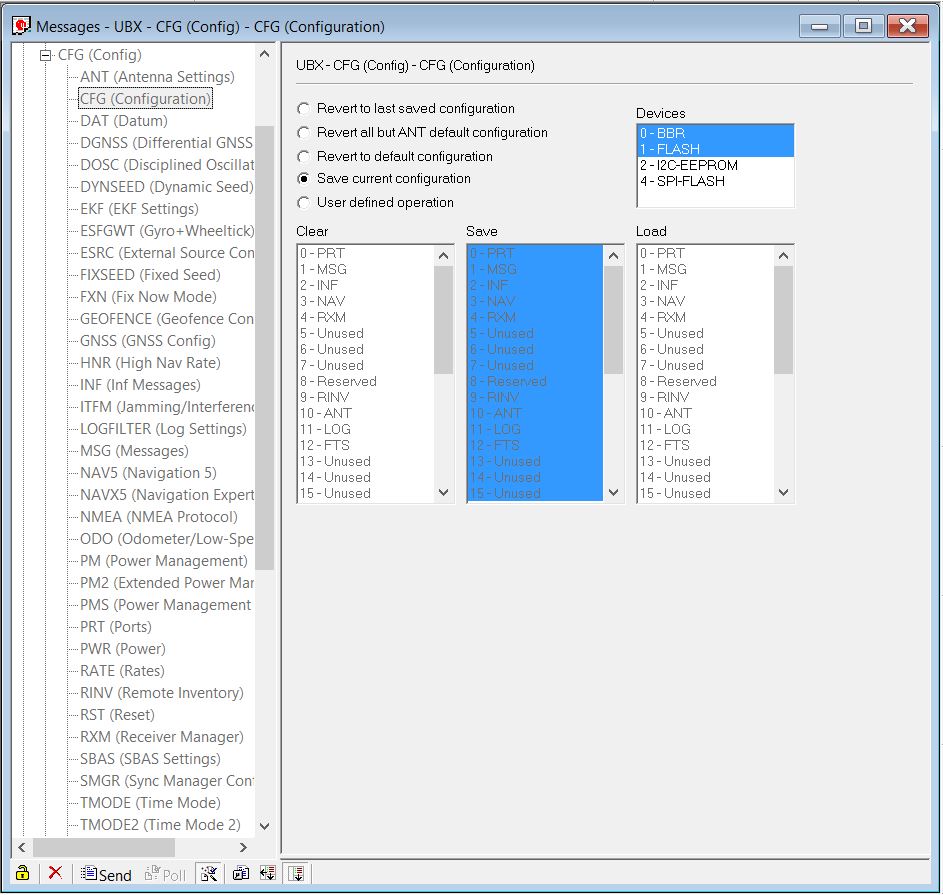 Messages - UBX - CFG (Config) - CFG (Configuration)
CFG (Config)
ANT (Antenna Settings)
CFG (Configuration)
DAT (Datum)
DGNSS (Differential GNSS
DOSC (Disciplined Oscillat
DYNSEED (Dynamic Seed)
EKF (EKF Settings)
ESFGWT (Gyro+Wheeltick)
ESRC (External Source Con
FIXSEED (Fixed Seed)
FXN (Fix Now Mode)
GEOFENCE (Geofence Con
GNSS (GNSS Config)
HNR (High Nav Rate)
INF (Inf Messages)
ITFM (Jamming/Interferenc
LOGFILTER (Log Settings)
MSG (Messages)
NAV5 (Navigation 5)
NAVX5 (Navigation Expert
NMEA (NMEA Protocol)
ODO (Odometer/Low-Spe
PM (Power Management)
PM2 (Extended Power Mar
PMS (Power Management
PRT (Ports)
PWR (Power)
RATE (Rates)
RINV (Remote Inventory)
RST (Reset)
RXM (Receiver Manager)
SBAS (SBAS Settings)
SMGR (Sync Manager Cont
TMODE (Time Mode)
TMODE2 (Time Mode 2)
UBX - CFG (Config) - CFG (Configuration)
Revert to last saved configuration
Revert all but ANT default configuration
Revert to default configuration
Save current configuration
User defined operation
Devices
0 - BBR
1 - FLASH
2 - I2C-EEPROM
4 - SPI-FLASH
Clear
0 - PRT
1 - MSG
2 - INF
3 - NAV
4 - RXM
5 - Unused
6 - Unused
7 - Unused
8 - Reserved
9 - RINV
10 - ANT
11 - LOG
12 - FTS
13 - Unused
14 - Unused
15 - Unused
Save
0 - PRT
1 - MSG
2 - INF
3 - NAV
4 - RXM
5 - Unused
6 - Unused
7 - Unused
8 - Reserved
9 - RINV
10 - ANT
11 - LOG
12 - FTS
13 - Unused
14 - Unused
15 - Unused
Load
0 - PRT
1 - MSG
2 - INF
3 - NAV
4 - RXM
5 - Unused
6 - Unused
7 - Unused
8 - Reserved
9 - RINV
10 - ANT
11 - LOG
12 - FTS
13 - Unused
14 - Unused
15 - Unused
Send Poll